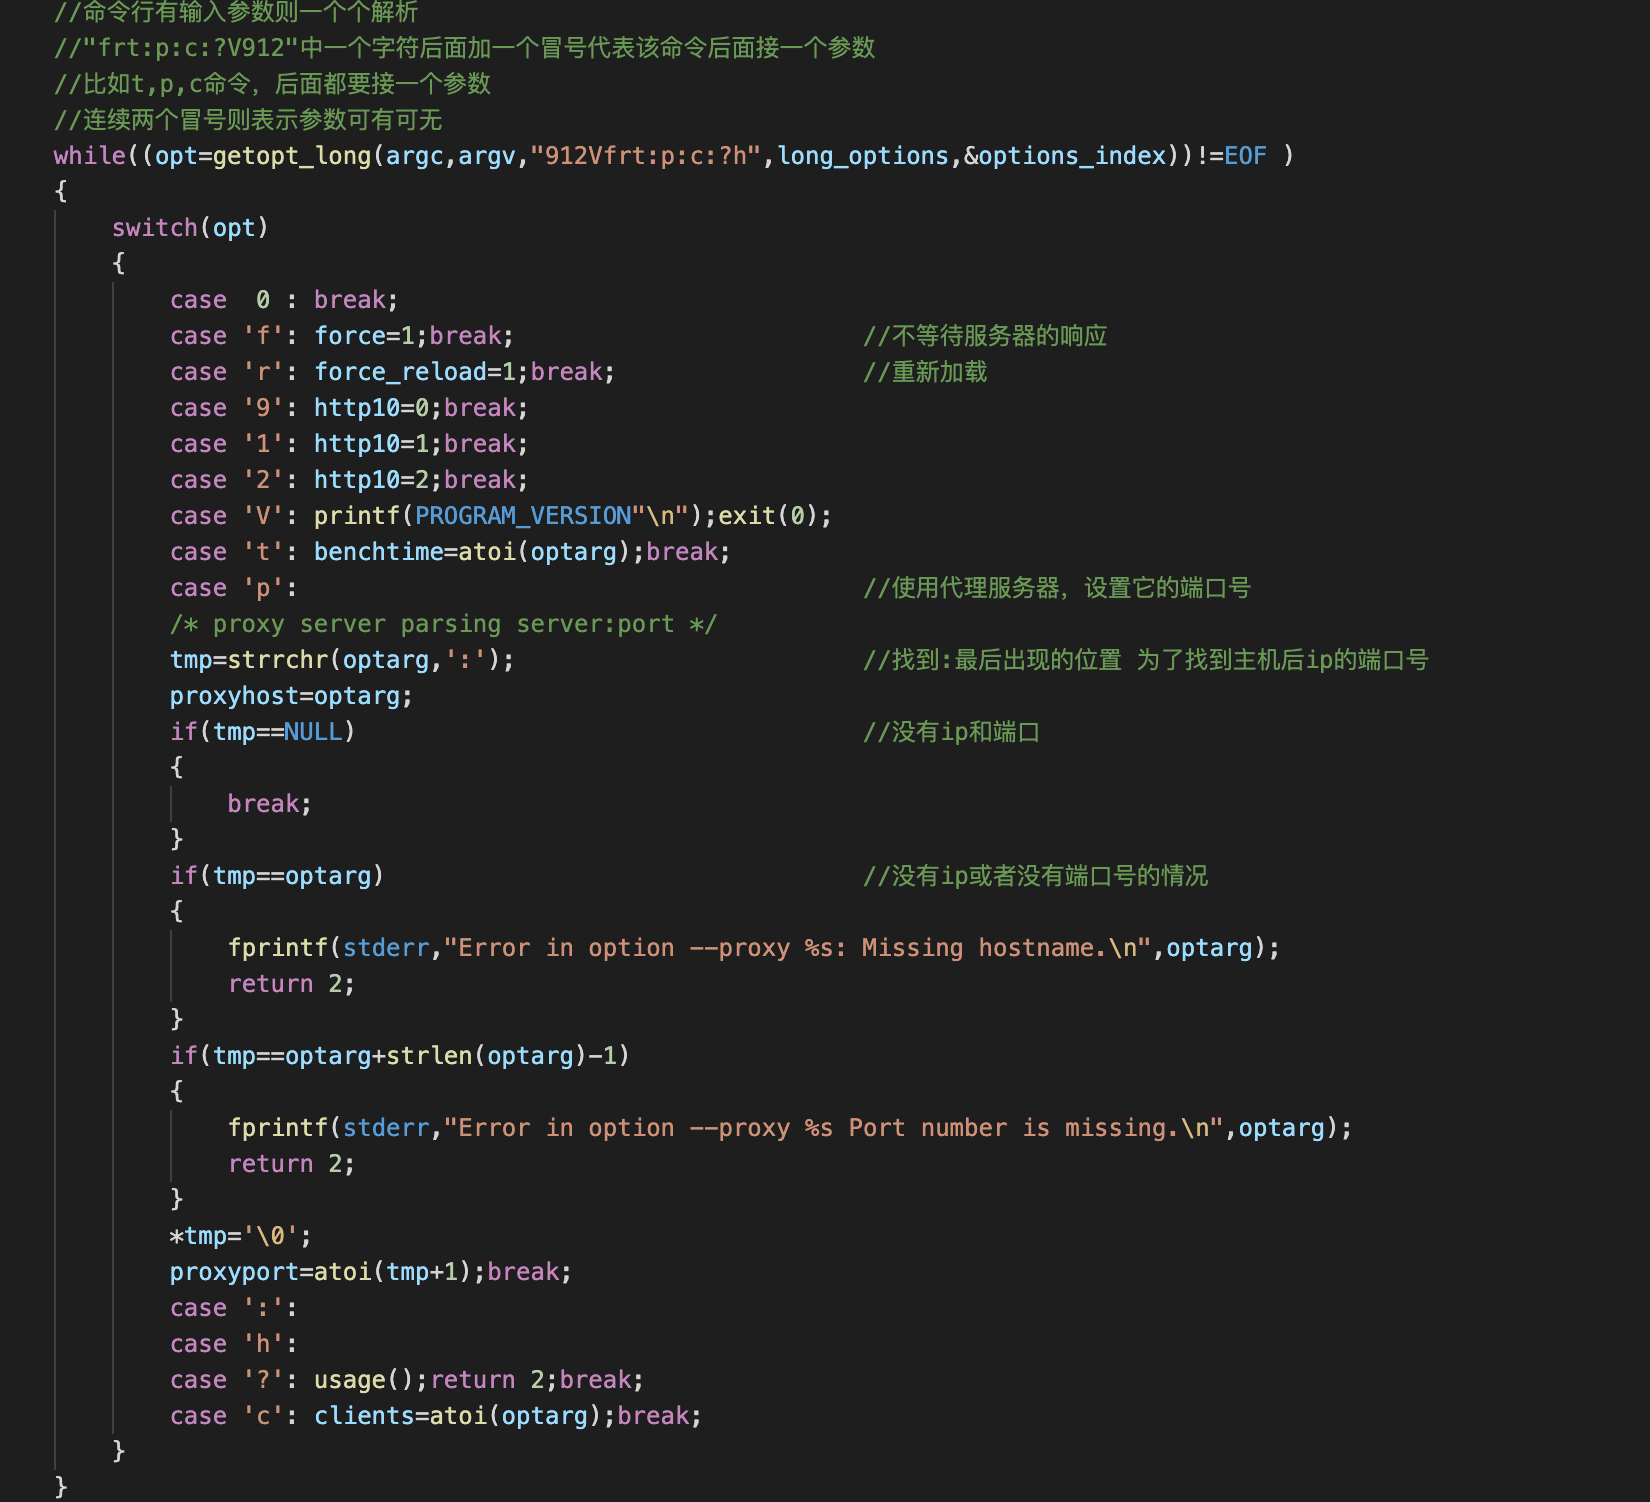 //命令行有输入参数则一个个解析
//"frt:p:c:?V912"中一个字符后面加一个冒号代表该命令后面接一个参数
//比如t,p,c命令，后面都要接一个参数
//连续两个冒号则表示参数可有可无
while((opt=getopt_long(argc,argv,"912Vfrt:p:c:?h",long_options,&options_index))!=EOF )
{
    switch(opt)
    {
        case  0 : break;
        case 'f': force=1;break;                        //不等待服务器的响应
        case 'r': force_reload=1;break;                 //重新加载
        case '9': http10=0;break;
        case '1': http10=1;break;
        case '2': http10=2;break;
        case 'V': printf(PROGRAM_VERSION"\n");exit(0);
        case 't': benchtime=atoi(optarg);break;
        case 'p':                                       //使用代理服务器，设置它的端口号
        /* proxy server parsing server:port */
        tmp=strrchr(optarg,':');                        //找到:最后出现的位置 为了找到主机后ip的端口号
        proxyhost=optarg;
        if(tmp==NULL)                                   //没有ip和端口
        {
            break;
        }
        if(tmp==optarg)                                 //没有ip或者没有端口号的情况
        {
            fprintf(stderr,"Error in option --proxy %s: Missing hostname.\n",optarg);
            return 2;
        }
        if(tmp==optarg+strlen(optarg)-1)
        {
            fprintf(stderr,"Error in option --proxy %s Port number is missing.\n",optarg);
            return 2;
        }
        *tmp='\0';
        proxyport=atoi(tmp+1);break;
        case ':':
        case 'h':
        case '?': usage();return 2;break;
        case 'c': clients=atoi(optarg);break;
    }
}